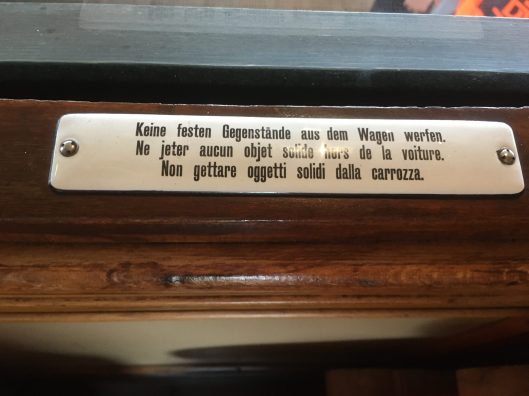 Keine festen Gegenstände aus dem Wagen werfen.
Ne jeter aucun objet solide hors de la voiture.
Non gettare oggetti solidi dalla carrozza.